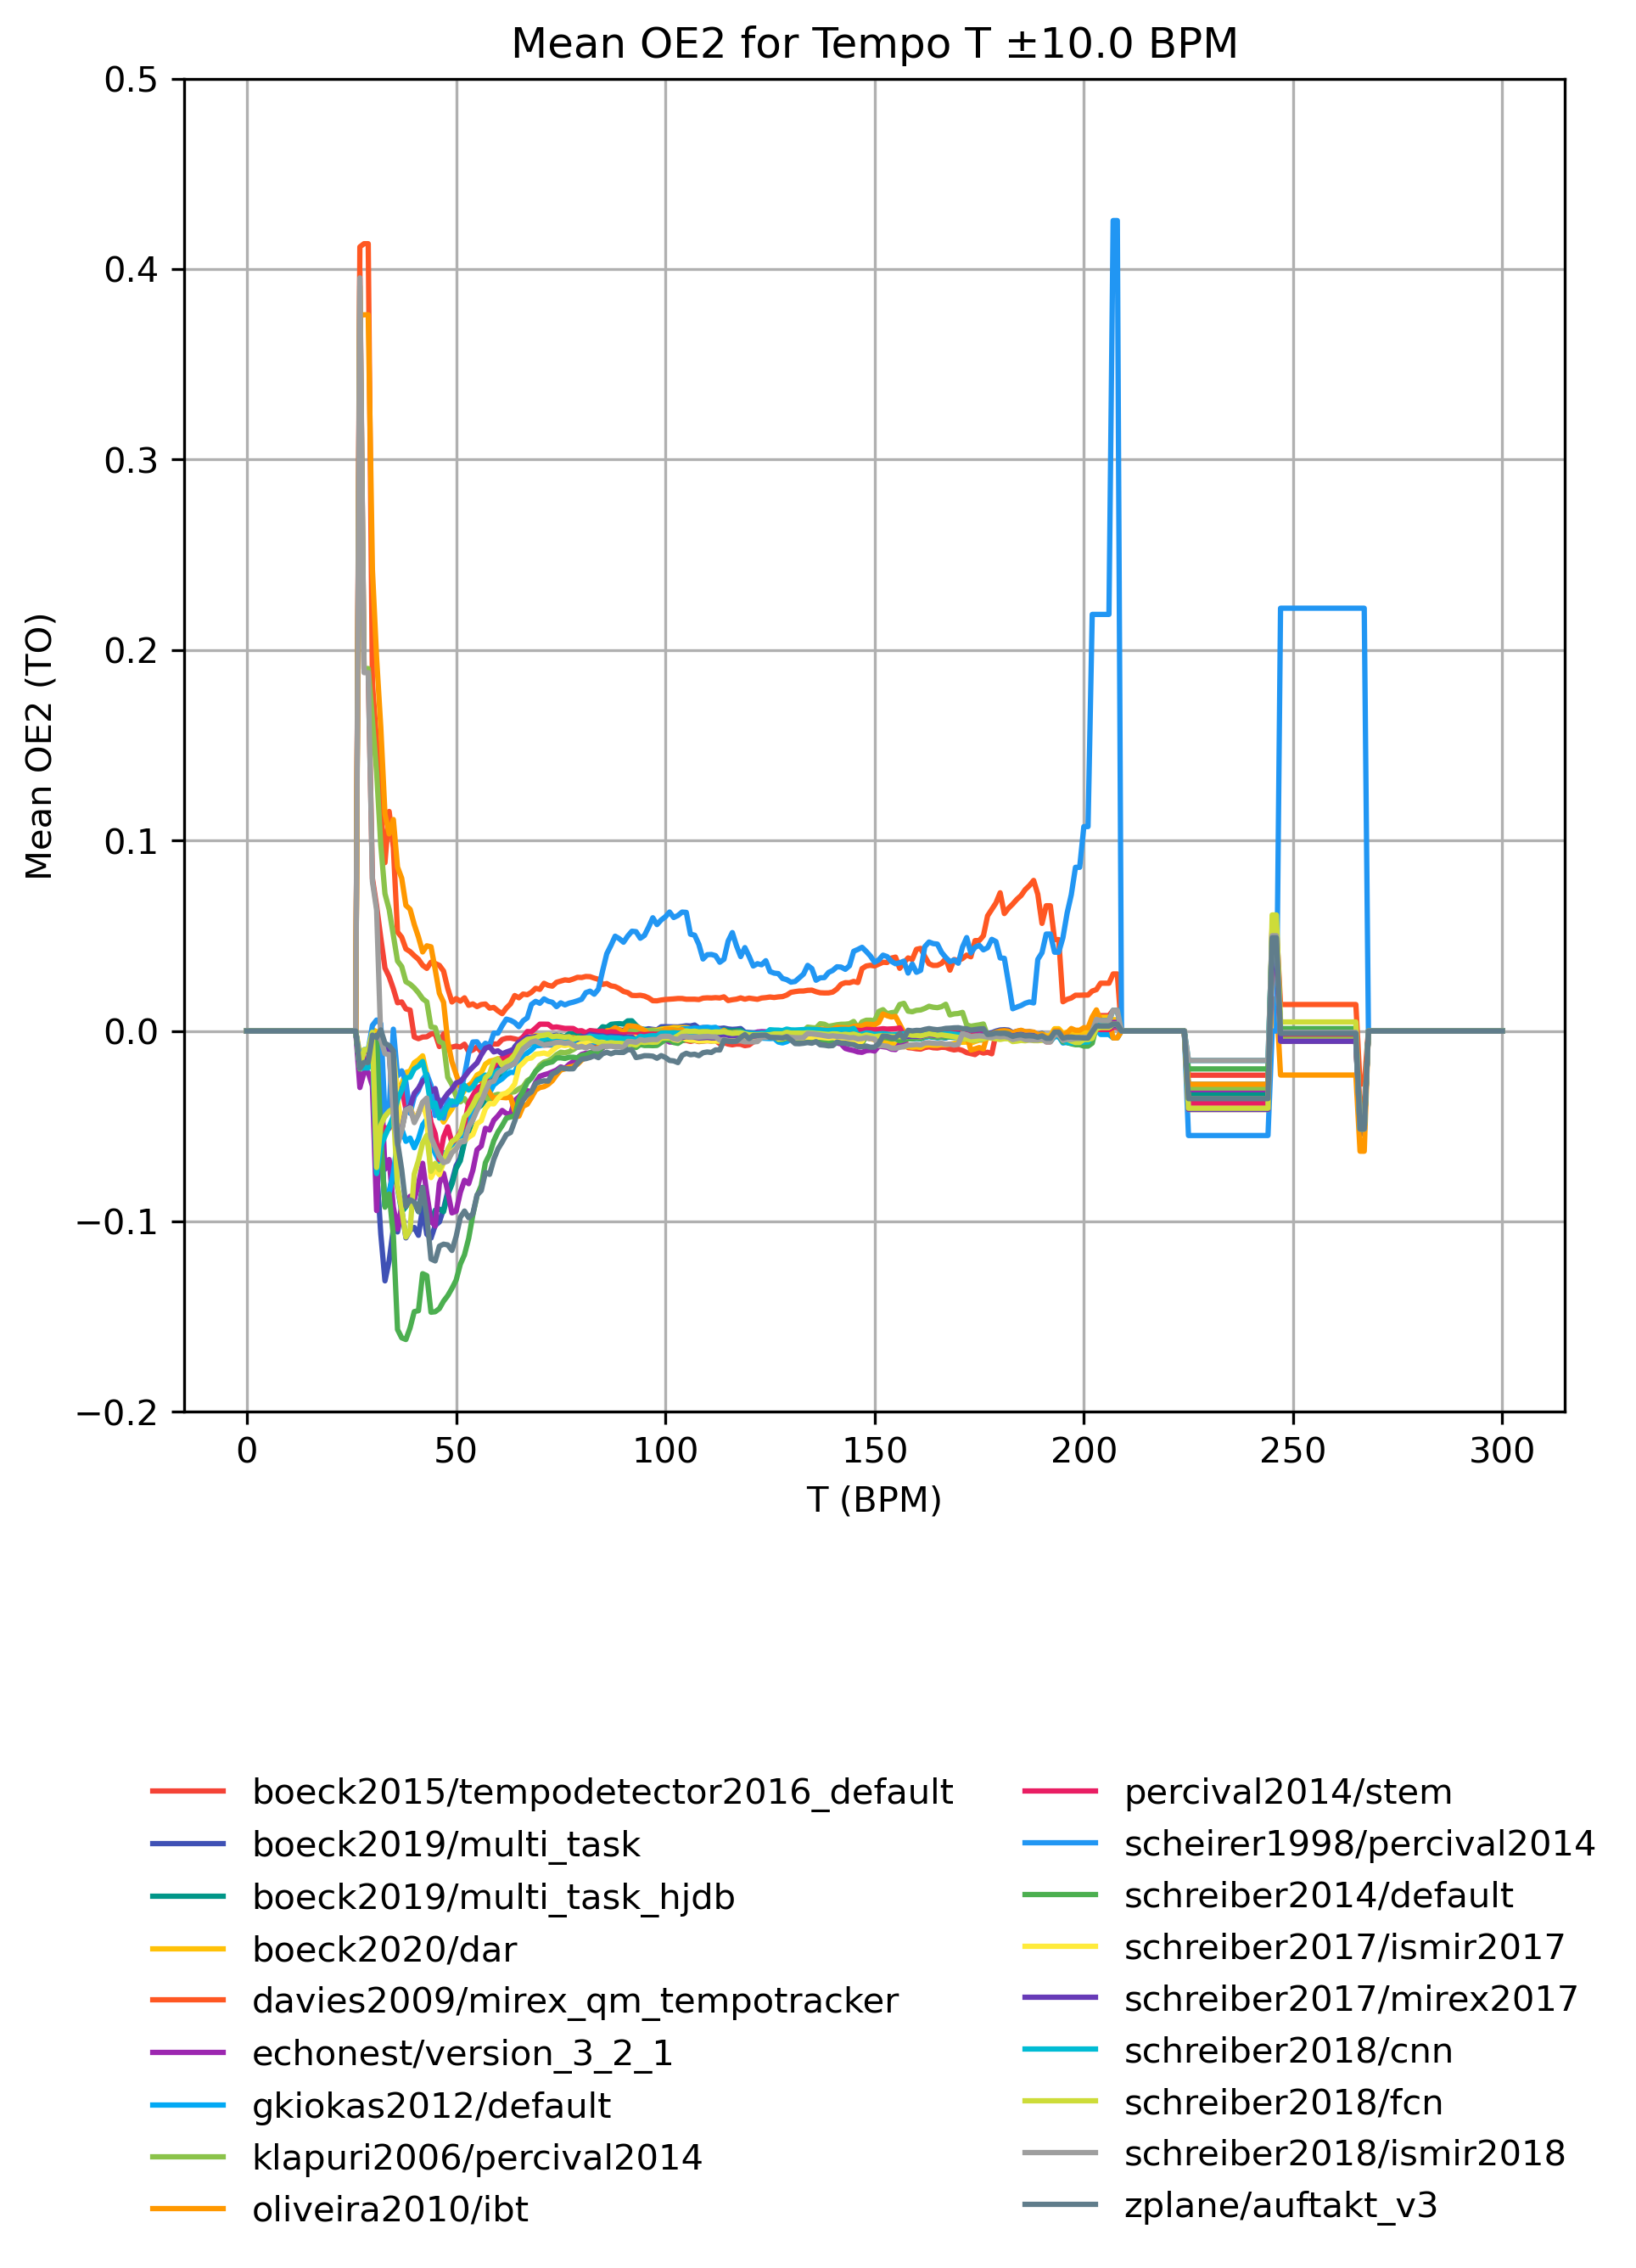 Mean OE2 for Tempo T ±10.0 BPM
0.5
0.4
0.3
0.2
0.1
0.0
−0.1
−0.2
Mean OE2 (TO)
0 50 100 150 200 250 300
T (BPM)
boeck2015/tempodetector2016_default
boeck2019/multi_task
boeck2019/multi_task_hjdb
boeck2020/dar
davies2009/mirex_qm_tempotracker
echonest/version_3_2_1
gkiokas2012/default
klapuri2006/percival2014
oliveira2010/ibt
percival2014/stem
scheirer1998/percival2014
schreiber2014/default
schreiber2017/ismir2017
schreiber2017/mirex2017
schreiber2018/cnn
schreiber2018/fcn
schreiber2018/ismir2018
zplane/auftakt_v3